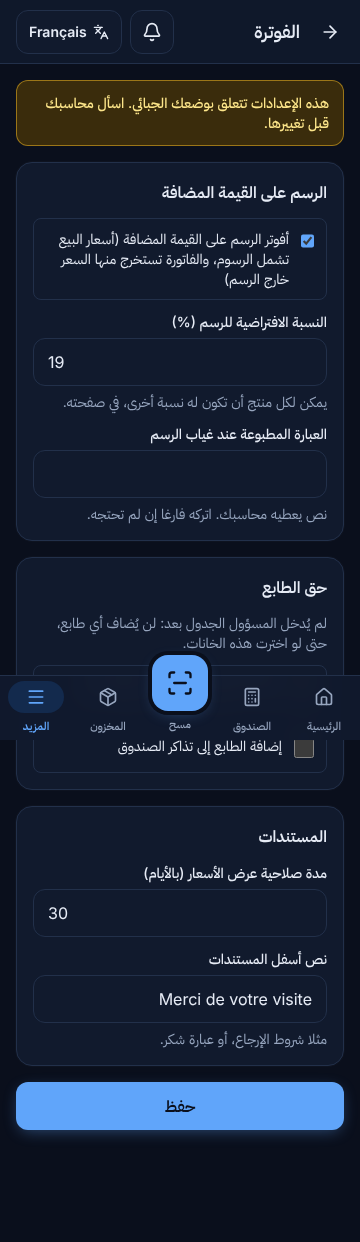 الفوترة
Français
هذه الإعدادات تتعلق بوضعك الجبائي. اسأل محاسبك
قبل تغييرها.
الرسم على القيمة المضافة
أفوتر الرسم على القيمة المضافة (أسعار البيع
تشمل الرسوم، والفاتورة تستخرج منها السعر
خارج الرسم)
النسبة الافتراضية للرسم (%)
19
يمكن لكل منتج أن تكون له نسبة أخرى، في صفحته.
العبارة المطبوعة عند غياب الرسم
نص يعطيه محاسبك. اتركه فارغا إن لم تحتجه.
حق الطابع
لم يُدخل المسؤول الجدول بعد: لن يُضاف أي طابع،
حتى لو اخترت هذه الخانات.
الرئيسية
الصندوق
مسح
المخزون
المزيد
إضافة الطابع إلى تذاكر الصندوق
المستندات
مدة صلاحية عرض الأسعار (بالأيام)
30
نص أسفل المستندات
Merci de votre visite
مثلا شروط الإرجاع، أو عبارة شكر.
حفظ